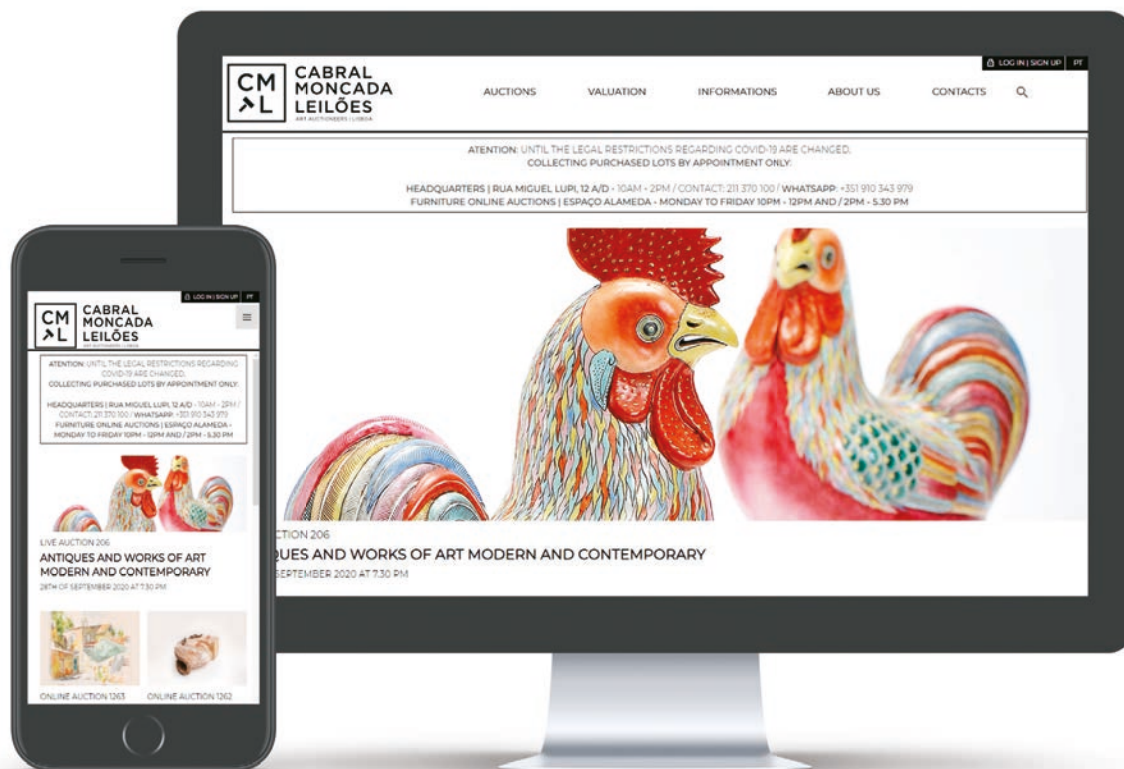 LOG IN | SIGN UP PT
CM
L
CABRAL
MONCADA
LEILÕES
ART AUCTIONEERS / LISBOA
AUCTIONS VALUATION INFORMATIONS ABOUT US CONTACTS
ATENTION: UNTIL THE LEGAL RESTRICTIONS REGARDING COVID-19 ARE CHANGED,
COLLECTING PURCHASED LOTS BY APPOINTMENT ONLY:
HEADQUARTERS | RUA MIGUEL LUPI, 12 A/D - 10AM - 2PM / CONTACT: 211 370 100 / WHATSAPP: +351 910 343 979
FURNITURE ONLINE AUCTIONS | ESPAÇO ALAMEDA - MONDAY TO FRIDAY 10PM - 12PM AND / 2PM - 5.30 PM
CTION 206
QUES AND WORKS OF ART MODERN AND CONTEMPORARY
SEPTEMBER 2020 AT 7.30 PM
LOG IN | SIGN UP PT
CM
L
CABRAL
MONCADA
LEILÕES
ART AUCTIONEERS / LISBOA
ATENTION: UNTIL THE LEGAL RESTRICTIONS REGARDING
COVID-19 ARE CHANGED,
COLLECTING PURCHASED LOTS BY APPOINTMENT ONLY:
HEADQUARTERS | RUA MIGUEL LUPI, 12 A/D - 10AM - 2PM /
CONTACT: 211 370 100 / WHATSAPP: +351 910 343 979
FURNITURE ONLINE AUCTIONS | ESPAÇO ALAMEDA -
MONDAY TO FRIDAY 10PM - 12PM AND / 2PM - 5.30 PM
LIVE AUCTION 206
ANTIQUES AND WORKS OF ART
MODERN AND CONTEMPORARY
28TH OF SEPTEMBER 2020 AT 7.30 PM
ONLINE AUCTION 1263 ONLINE AUCTION 1262